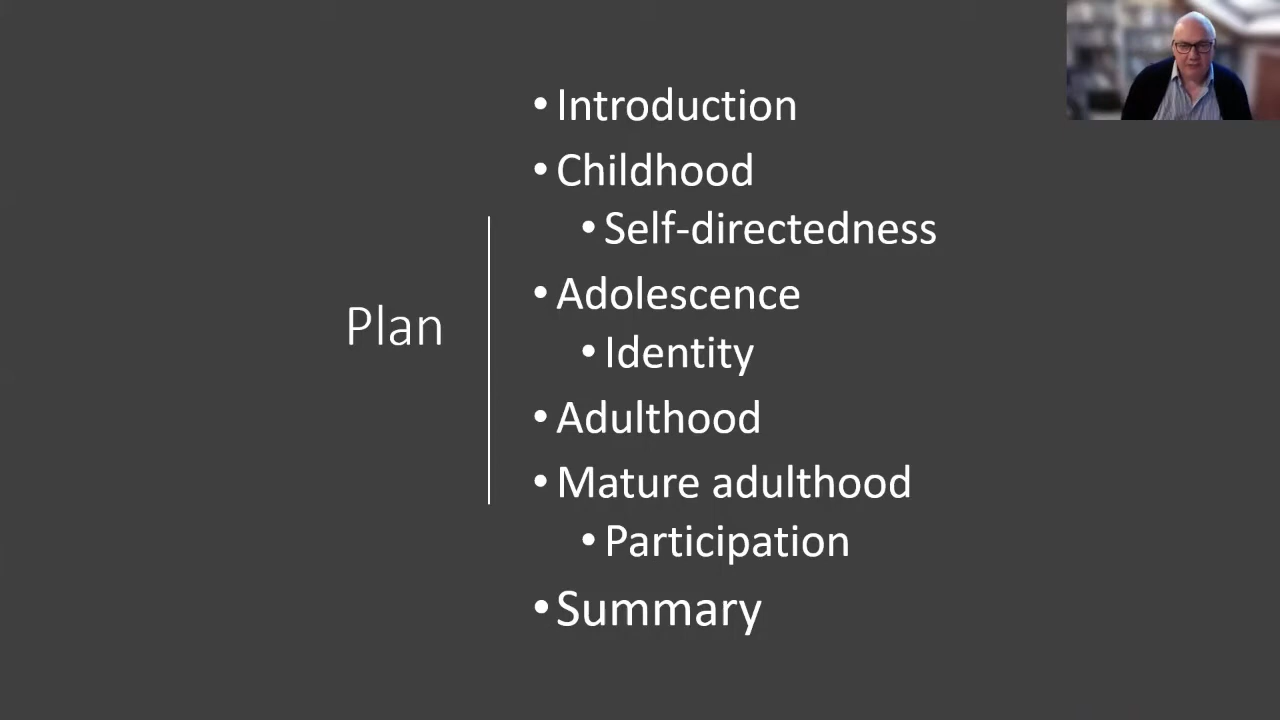 Plan
• Introduction
• Childhood
• Self-directedness
• Adolescence
• Identity
• Adulthood
• Mature adulthood
• Participation
• Summary